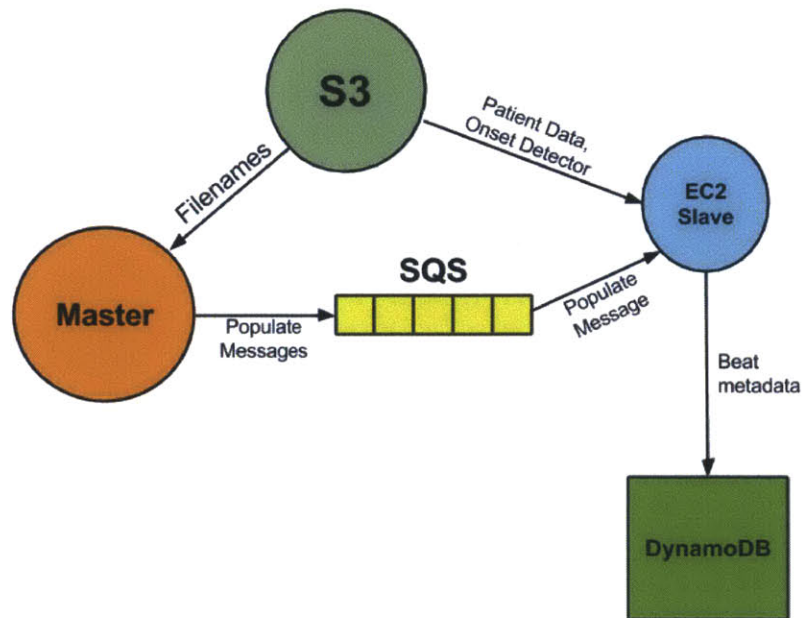 S3
Patient Data,
Onset Detector
Filenames
EC2
Slave
SQS
Master
Populate
Messages
Populate
Message
Beat
metadata
DynamoDB